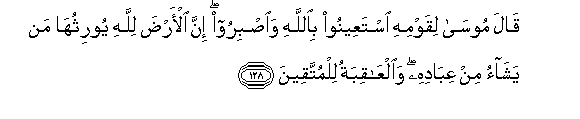 قَالَ مُوسَىٰ لِقَوْمِهِ ٱسْتَعِينُوا۟ بِٱللَّهِ وَٱصْبِرُوٓا۟ ۖ إِنَّ ٱلْأَرْضَ لِلَّهِ يُورِثُهَا مَن
يَشَآءُ مِنْ عِبَادِهِۦ ۖ وَٱلْعَـٰقِبَةُ لِلْمُتَّقِينَ ١٢٨